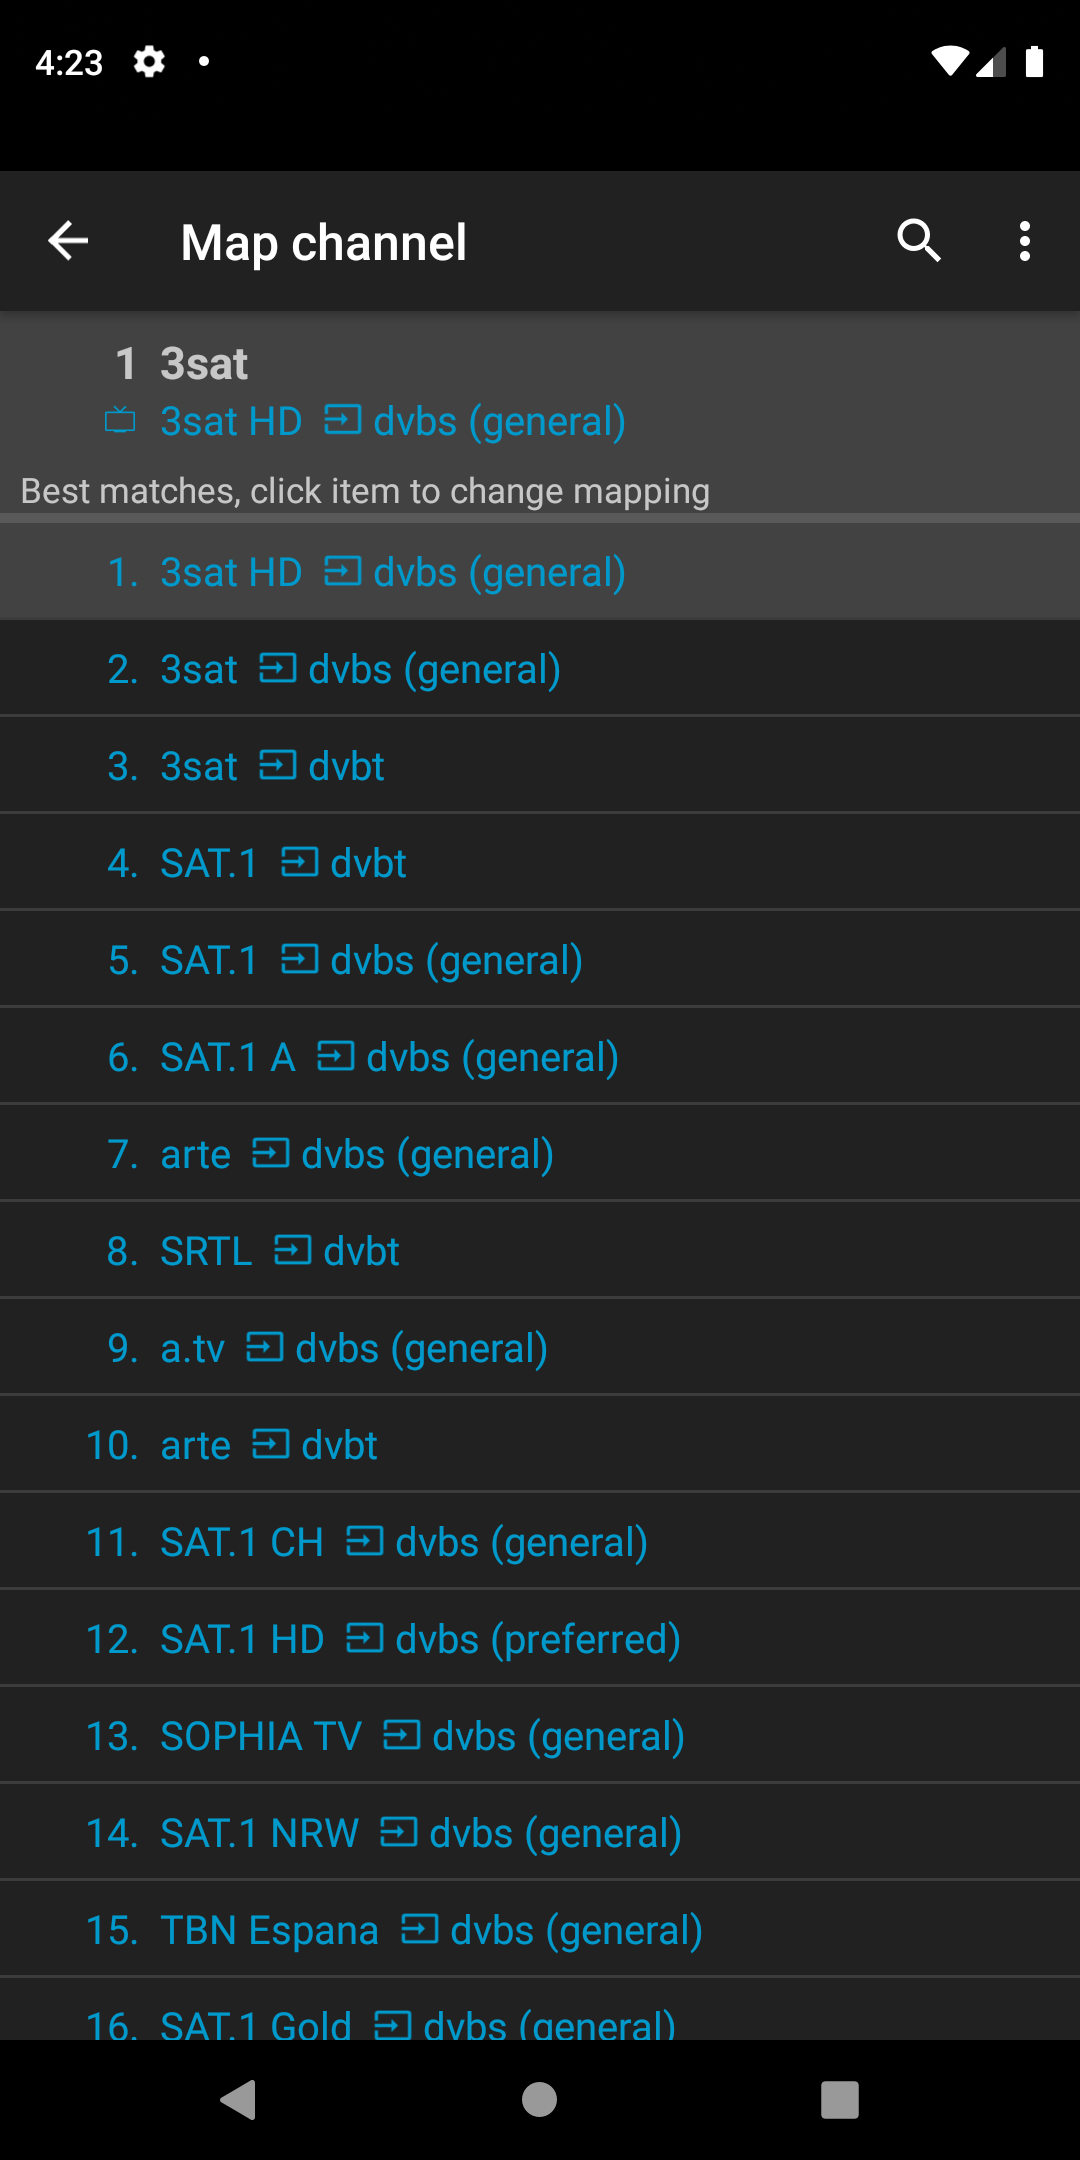 4:23
Map channel
1 3sat
3sat HD dvbs (general)
Best matches, click item to change mapping
1. 3sat HD dvbs (general)
2. 3sat dvbs (general)
3. 3sat dvbt
4. SAT.1 dvbt
5. SAT.1 dvbs (general)
6. SAT.1 A dvbs (general)
7. arte dvbs (general)
8. SRTL dvbt
9. a.tv dvbs (general)
10. arte dvbt
11. SAT.1 CH dvbs (general)
12. SAT.1 HD dvbs (preferred)
13. SOPHIA TV dvbs (general)
14. SAT.1 NRW dvbs (general)
15. TBN Espana dvbs (general)
16. SAT.1 Gold dvbs (general)